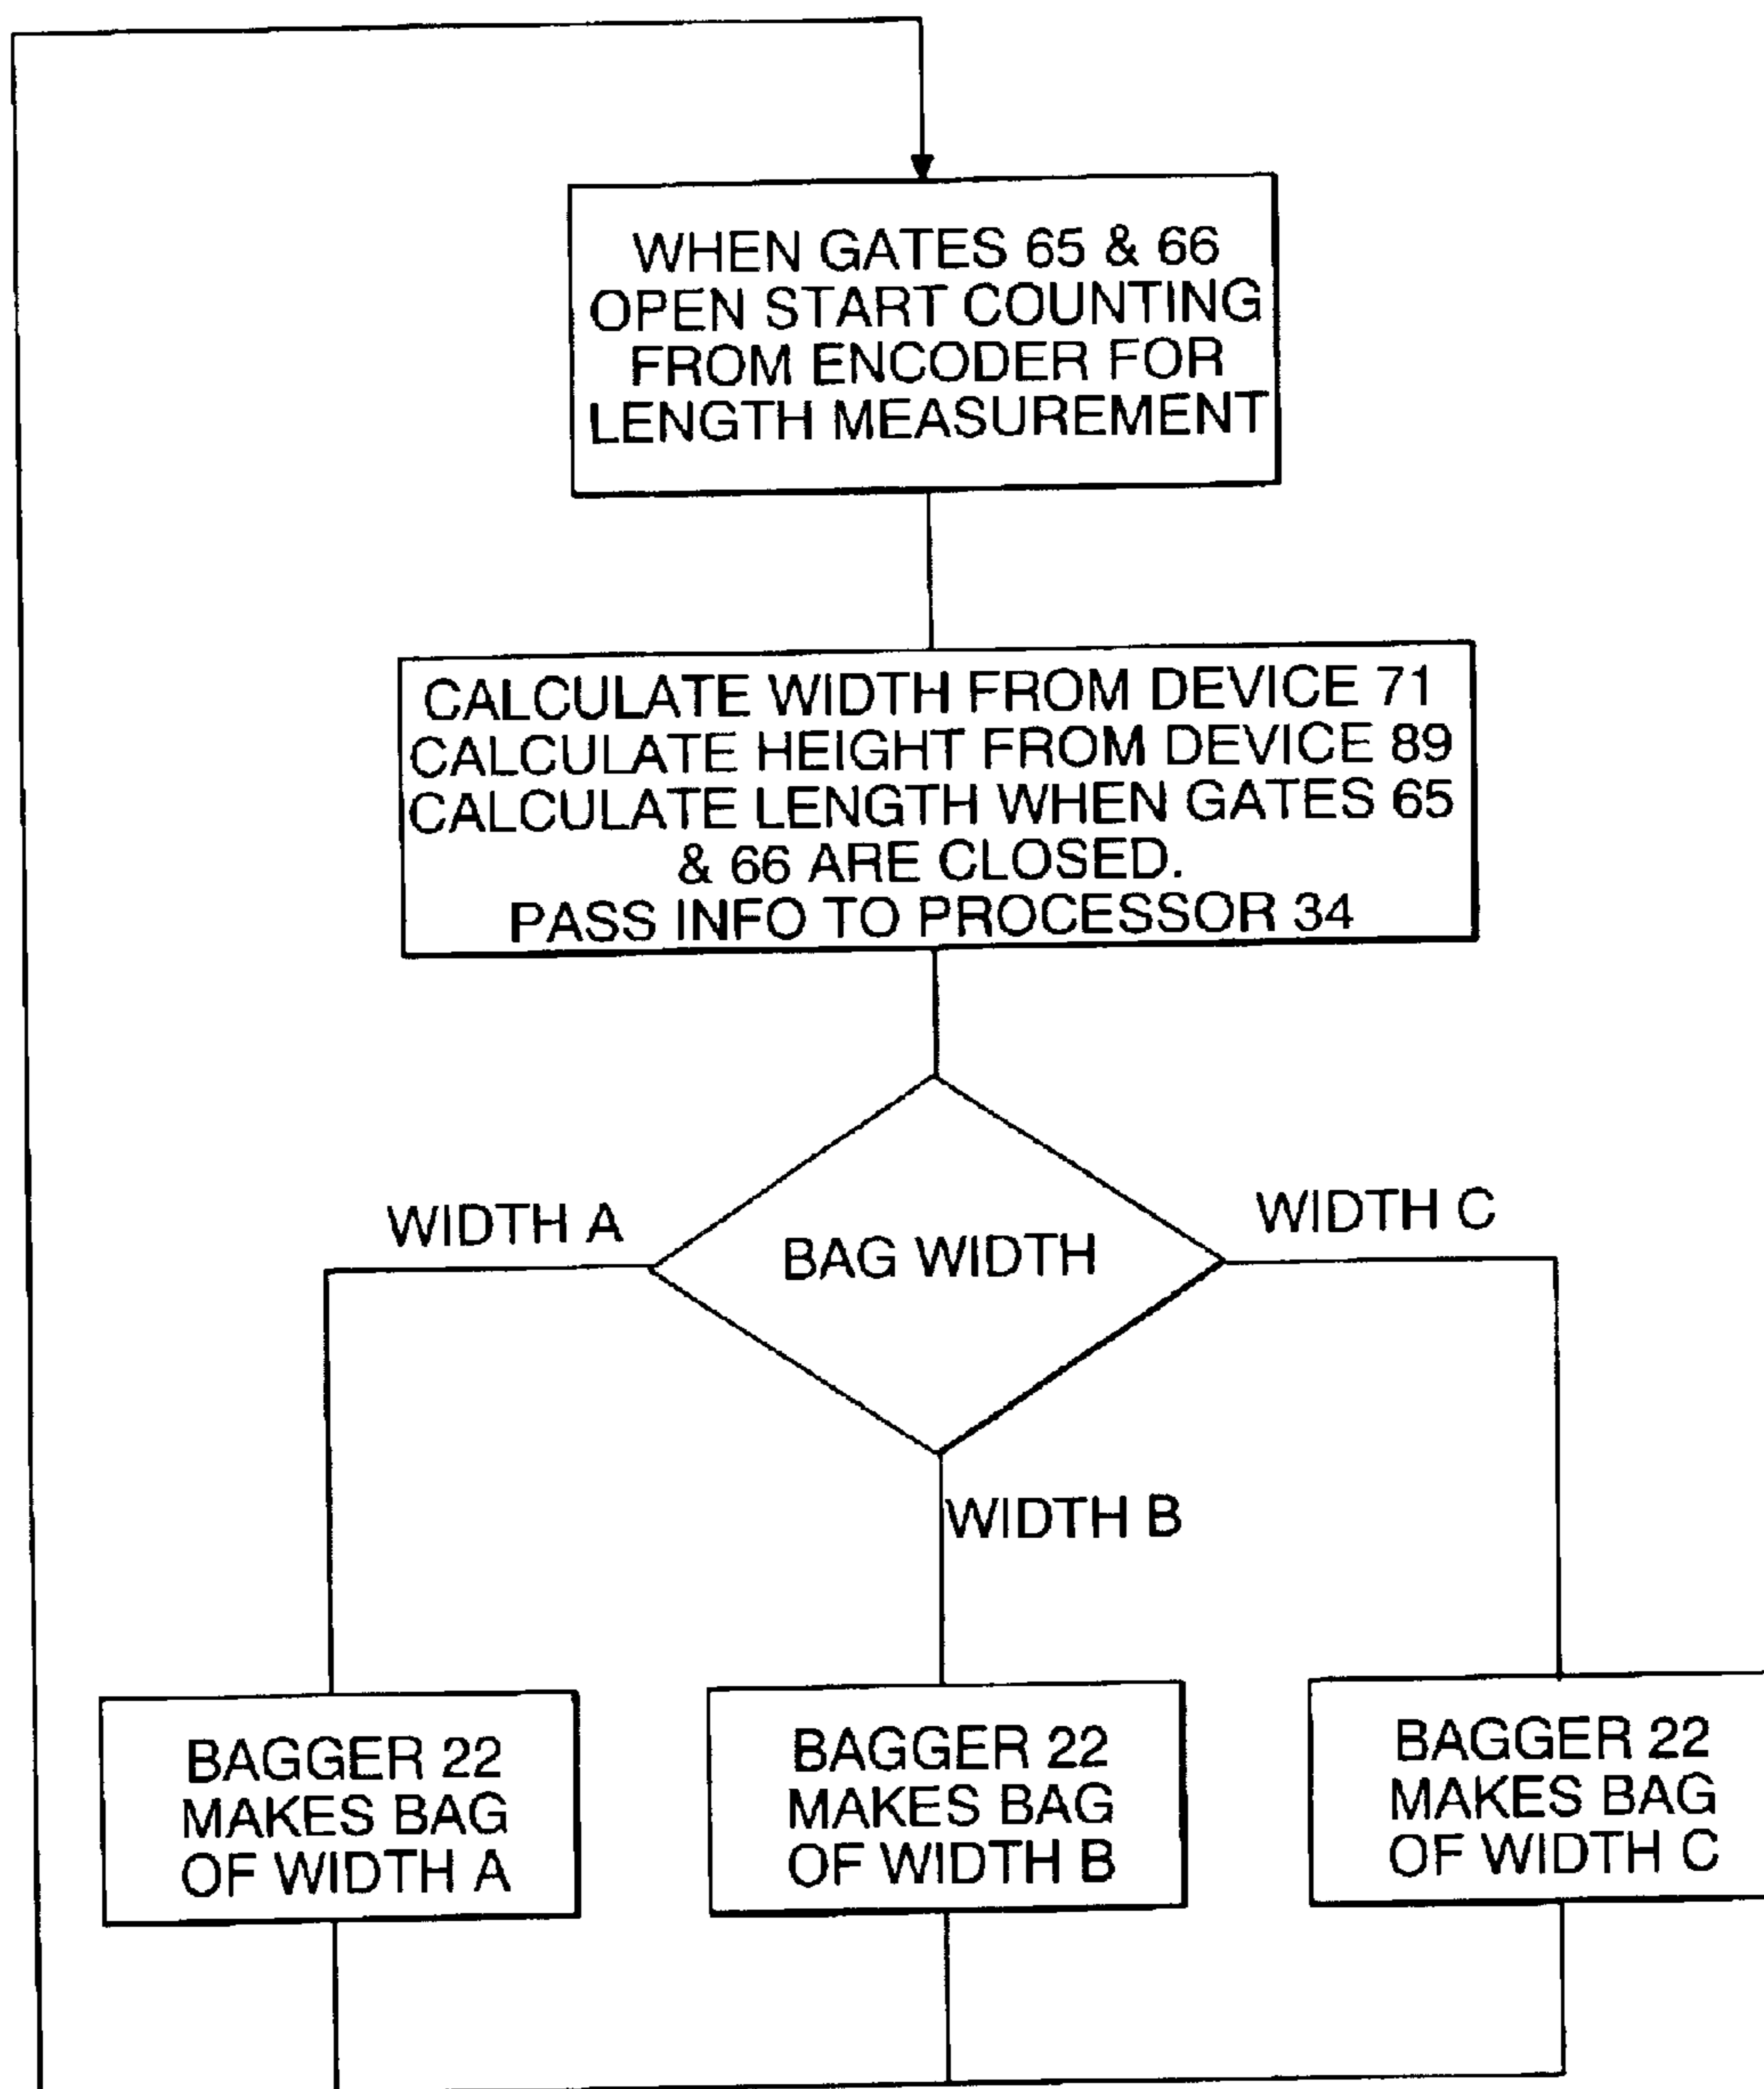 WHEN GATES 65 & 66
OPEN START COUNTING
FROM ENCODER FOR
LENGTH MEASUREMENT
CALCULATE WIDTH FROM DEVICE 71
CALCULATE HEIGHT FROM DEVICE 89
CALCULATE LENGTH WHEN GATES 65
& 66 ARE CLOSED.
PASS INFO TO PROCESSOR 34
WIDTH A
BAG WIDTH
WIDTH C
WIDTH B
BAGGER 22
MAKES BAG
OF WIDTH A
BAGGER 22
MAKES BAG
OF WIDTH B
BAGGER 22
MAKES BAG
OF WIDTH C